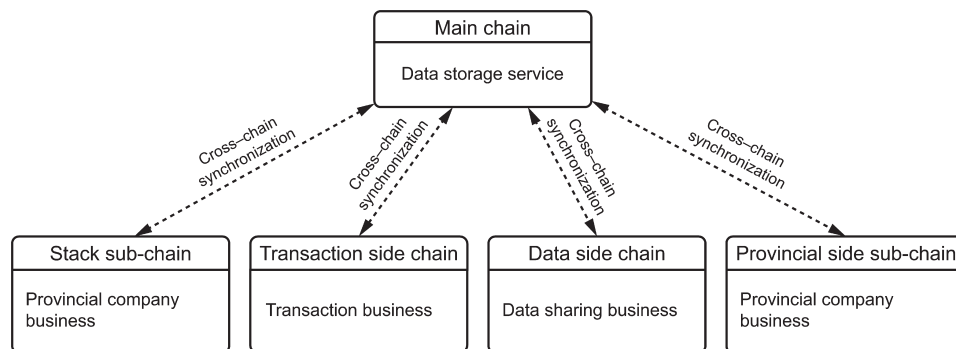 Main chain
Data storage service
Cross–chain
synchronization
Cross–chain
synchronization
Cross–chain
synchronization
Cross–chain
synchronization
Stack sub-chain
Provincial company
business
Transaction side chain
Transaction business
Data side chain
Data sharing business
Provincial side sub-chain
Provincial company
business